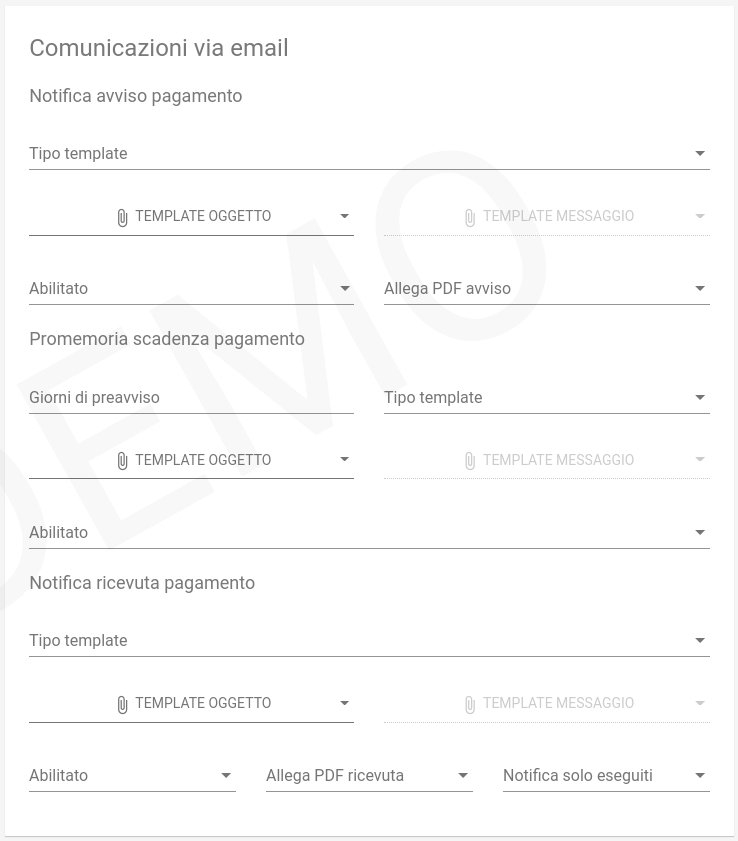 Comunicazioni via email
Notifica avviso pagamento
Tipo template
TEMPLATE OGGETTO TEMPLATE MESSAGGIO
Abilitato Allega PDF avviso
Promemoria scadenza pagamento
Giorni di preavviso Tipo template
TEMPLATE OGGETTO TEMPLATE MESSAGGIO
Abilitato
Notifica ricevuta pagamento
Tipo template
TEMPLATE OGGETTO TEMPLATE MESSAGGIO
Abilitato Allega PDF ricevuta Notifica solo eseguiti
DEMO